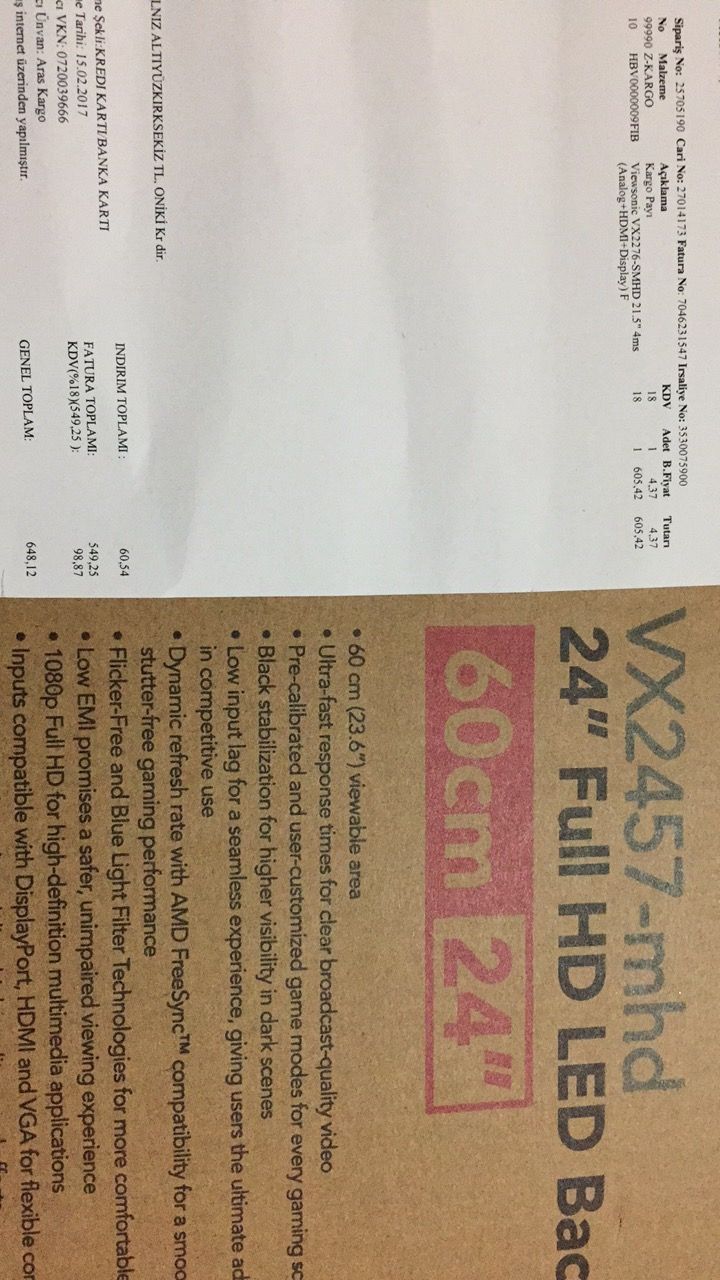 Sipariş No: 25705190 Cari No: 27014173 Fatura No: 7046231547 Irsaliye No: 3530075900
No Malzeme Açıklama KDV Adet B.Fiyat Tutarı
99990 Z-KARGO Kargo Payı 18 1 4,37 4,37
10 HBV0000009FIB Viewsonic VX2276-SMHD 21.5" 4ms 18 1 605,42 605,42
(Analog+HDMI+Display) F
LNIZ ALTIYÜZKIRKSEKİZ TL. ONİKİ Kr dir.
INDIRIM TOPLAMI : 60,54
ne Şekli:KREDI KARTI/BANKA KARTI
FATURA TOPLAMI: 549,25
e Tarihi: 15.02.2017
KDV(%18)(549,25 ): 98,87
cı VKN: 0720039666
cı Ünvan: Aras Kargo
GENEL TOPLAM: 648,12
ş internet üzerinden yapılmıştır.
VX2457-mhd
24" Full HD LED Bac
60cm 24"
• 60 cm (23.6") viewable area
• Ultra-fast response times for clear broadcast-quality video
• Pre-calibrated and user-customized game modes for every gaming sc
• Black stabilization for higher visibility in dark scenes
• Low input lag for a seamless experience, giving users the ultimate ad
in competitive use
• Dynamic refresh rate with AMD FreeSync™ compatibility for a smoo
stutter-free gaming performance
• Flicker-Free and Blue Light Filter Technologies for more comfortable
• Low EMI promises a safer, unimpaired viewing experience
• 1080p Full HD for high-definition multimedia applications
• Inputs compatible with DisplayPort, HDMI and VGA for flexible con